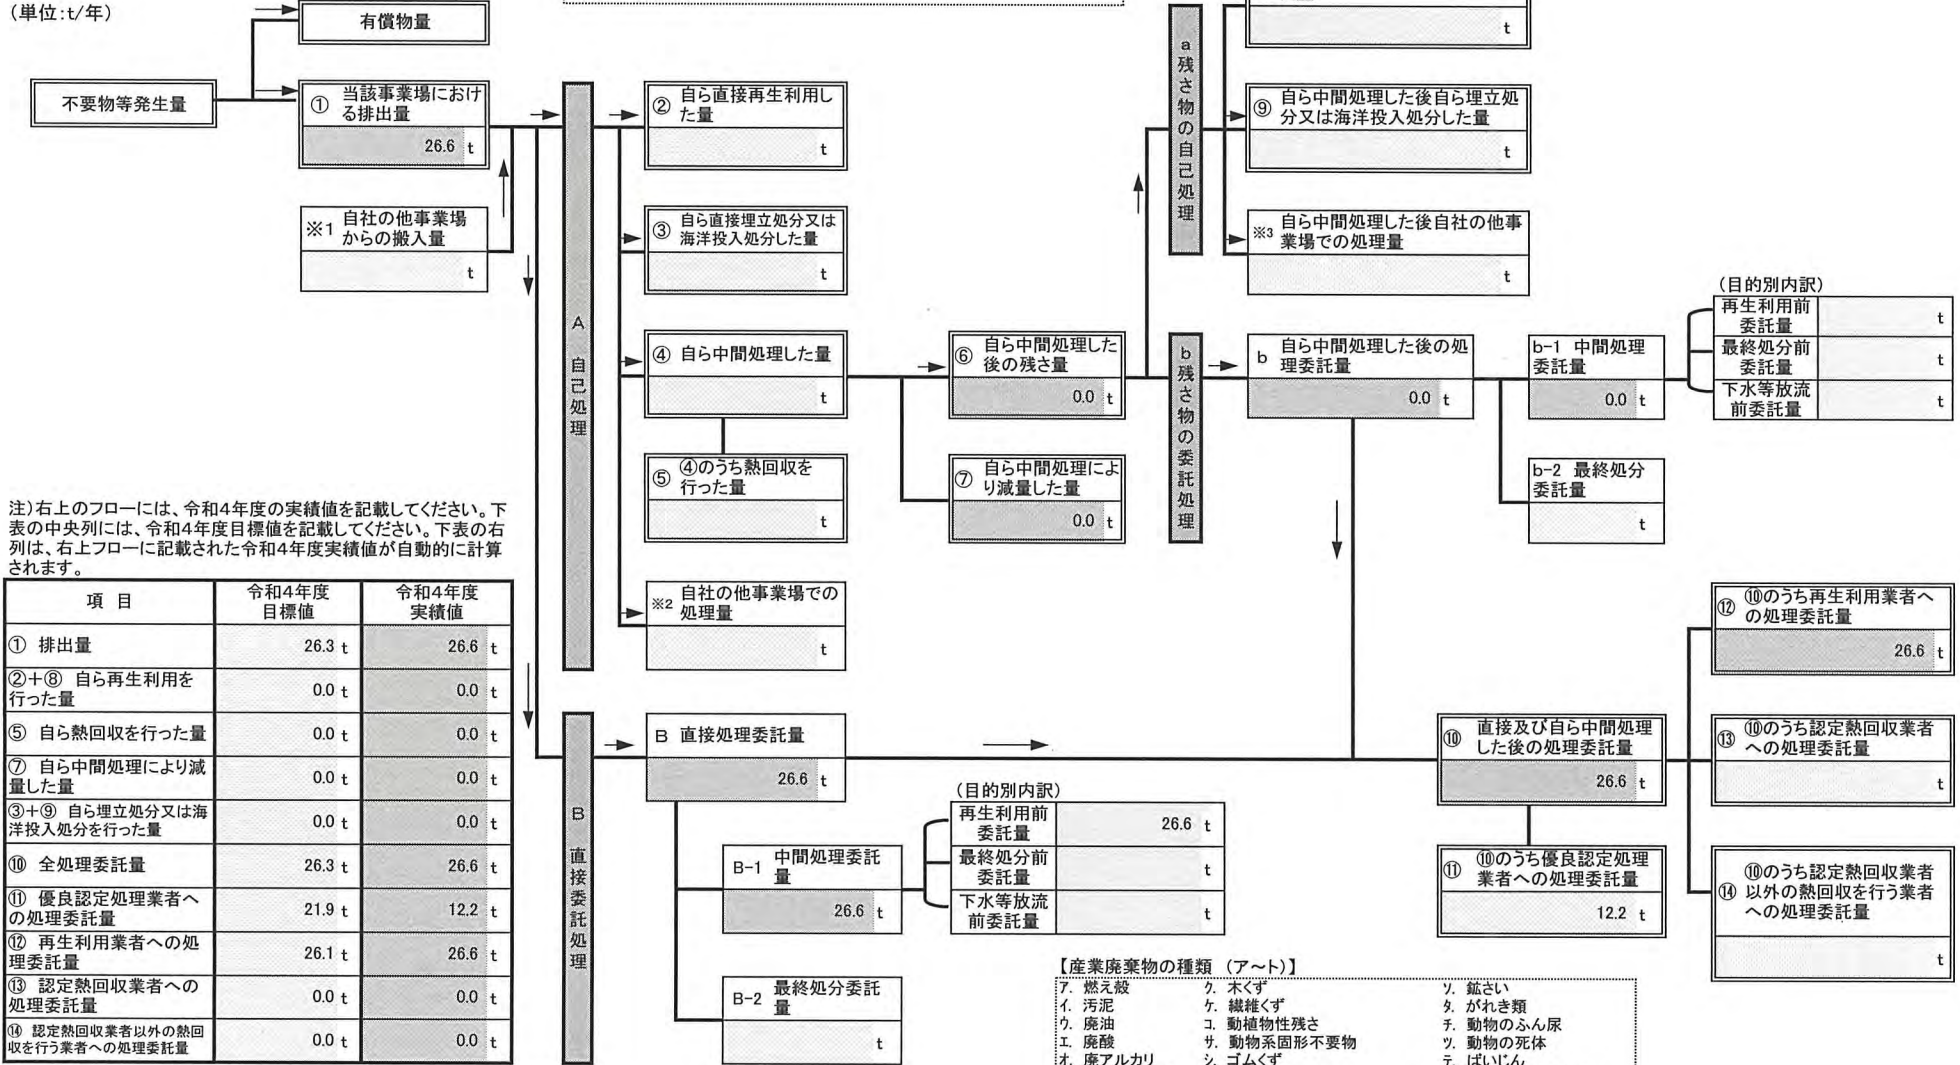 (単位:t/年)
有償物量
不要物等発生量
① 当該事業場におけ
る排出量
26.6 t
※1 自社の他事業場
からの搬入量
t
A 自己処理
② 自ら直接再生利用し
た量
t
③ 自ら直接埋立処分又は
海洋投入処分した量
t
④ 自ら中間処理した量
t
⑤ ④のうち熱回収を
行った量
t
※2 自社の他事業場での
処理量
t
⑥ 自ら中間処理した
後の残さ量
0.0 t
⑦ 自ら中間処理によ
り減量した量
0.0 t
a残さ物の自己処理
t
⑨ 自ら中間処理した後自ら埋立処
分又は海洋投入処分した量
t
※3 自ら中間処理した後自社の他事
業場での処理量
t
b残さ物の委託処理
b 自ら中間処理した後の処
理委託量
0.0 t
b-1 中間処理
委託量
0.0 t
(目的別内訳)
再生利用前
委託量 t
最終処分前
委託量 t
下水等放流
前委託量 t
b-2 最終処分
委託量
t
注)右上のフローには、令和4年度の実績値を記載してください。下
表の中央列には、令和4年度目標値を記載してください。下表の右
列は、右上フローに記載された令和4年度実績値が自動的に計算
されます。
項 目 令和4年度 令和4年度
目標値 実績値
① 排出量 26.3 t 26.6 t
②+⑧ 自ら再生利用を
行った量 0.0 t 0.0 t
⑤ 自ら熱回収を行った量 0.0 t 0.0 t
⑦ 自ら中間処理により減
量した量 0.0 t 0.0 t
③+⑨ 自ら埋立処分又は海
洋投入処分を行った量 0.0 t 0.0 t
⑩ 全処理委託量 26.3 t 26.6 t
⑪ 優良認定処理業者へ
の処理委託量 21.9 t 12.2 t
⑫ 再生利用業者への処
理委託量 26.1 t 26.6 t
⑬ 認定熱回収業者への
処理委託量 0.0 t 0.0 t
⑭ 認定熱回収業者以外の熱回
収を行う業者への処理委託量 0.0 t 0.0 t
B 直接委託処理
B 直接処理委託量
26.6 t
B-1 中間処理委託
量
26.6 t
(目的別内訳)
再生利用前
委託量 26.6 t
最終処分前
委託量 t
下水等放流
前委託量 t
B-2 最終処分委託
量
t
⑩ 直接及び自ら中間処理
した後の処理委託量
26.6 t
⑪ ⑩のうち優良認定処理
業者への処理委託量
12.2 t
⑫ ⑩のうち再生利用業者へ
の処理委託量
26.6 t
⑬ ⑩のうち認定熱回収業者
への処理委託量
t
⑭ ⑩のうち認定熱回収業者
以外の熱回収を行う業者
への処理委託量
t
【産業廃棄物の種類 (ア~ト)】
ア. 燃え殻 ク. 木くず ソ. 鉱さい
イ. 汚泥 ケ. 繊維くず タ. がれき類
ウ. 廃油 コ. 動植物性残さ チ. 動物のふん尿
エ. 廃酸 サ. 動物系固形不要物 ツ. 動物の死体
オ. 廃アルカリ シ. ゴムくず テ. ばいじん